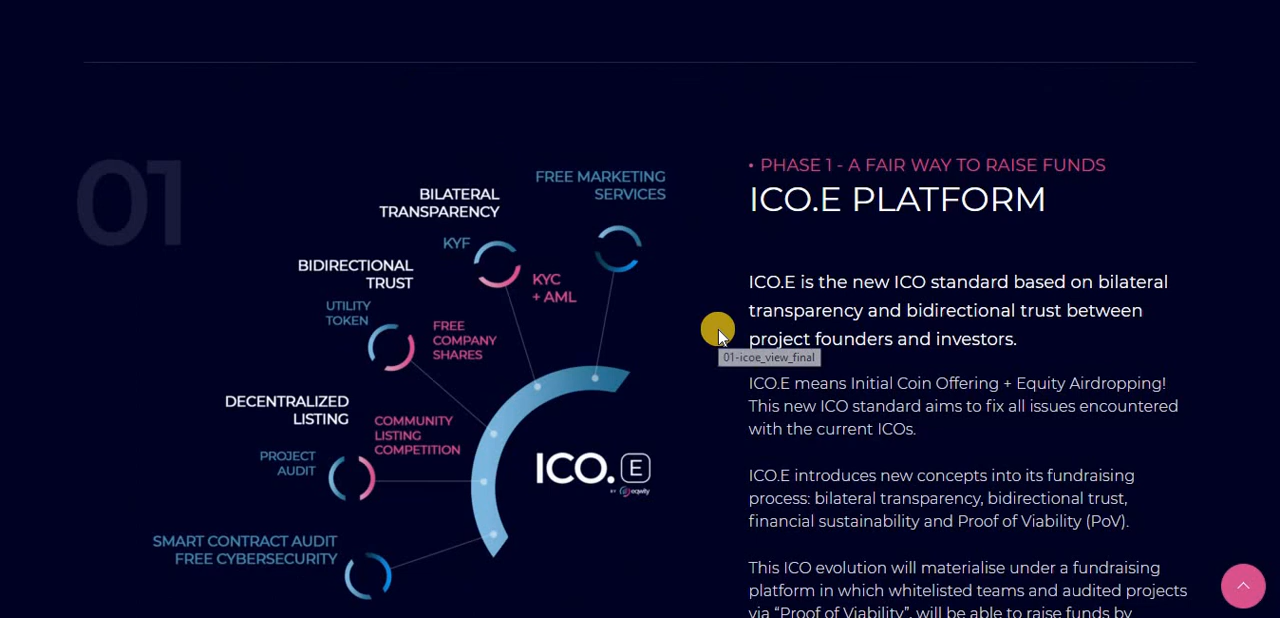 01
FREE MARKETING
SERVICES
BILATERAL
TRANSPARENCY
KYF
KYC
+ AML
BIDIRECTIONAL
TRUST
UTILITY
TOKEN
FREE
COMPANY
SHARES
DECENTRALIZED
LISTING
COMMUNITY
LISTING
COMPETITION
PROJECT
AUDIT
SMART CONTRACT AUDIT
FREE CYBERSECURITY
ICO. E
BY eqwity
• PHASE 1 - A FAIR WAY TO RAISE FUNDS
ICO.E PLATFORM
ICO.E is the new ICO standard based on bilateral
transparency and bidirectional trust between
project founders and investors.
01-icoe_view_final
ICO.E means Initial Coin Offering + Equity Airdropping!
This new ICO standard aims to fix all issues encountered
with the current ICOs.
ICO.E introduces new concepts into its fundraising
process: bilateral transparency, bidirectional trust,
financial sustainability and Proof of Viability (PoV).
This ICO evolution will materialise under a fundraising
platform in which whitelisted teams and audited projects
via “Proof of Viability”, will be able to raise funds by